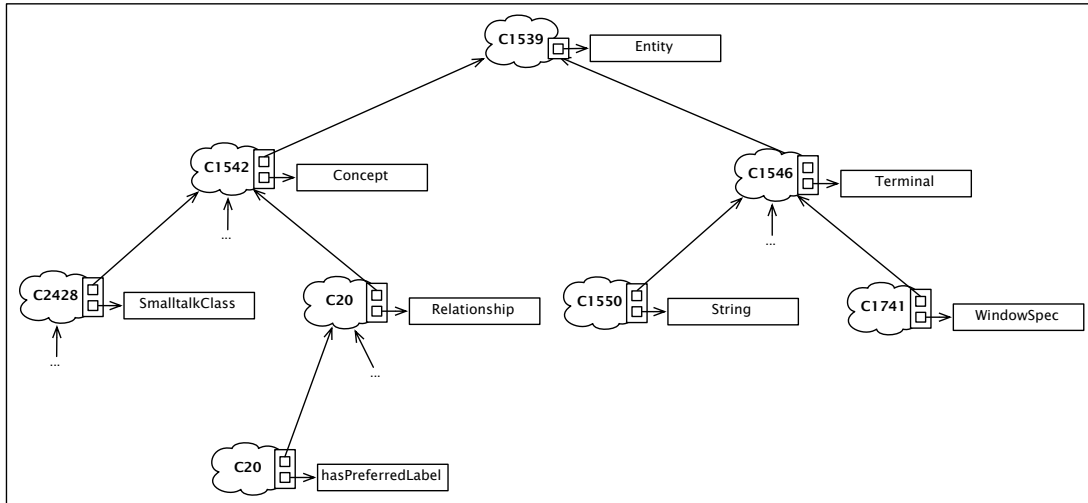 C1539
Entity
C1542
Concept
C1546
Terminal
...
...
C2428
SmalltalkClass
C20
Relationship
C1550
String
C1741
WindowSpec
...
...
C20
hasPreferredLabel